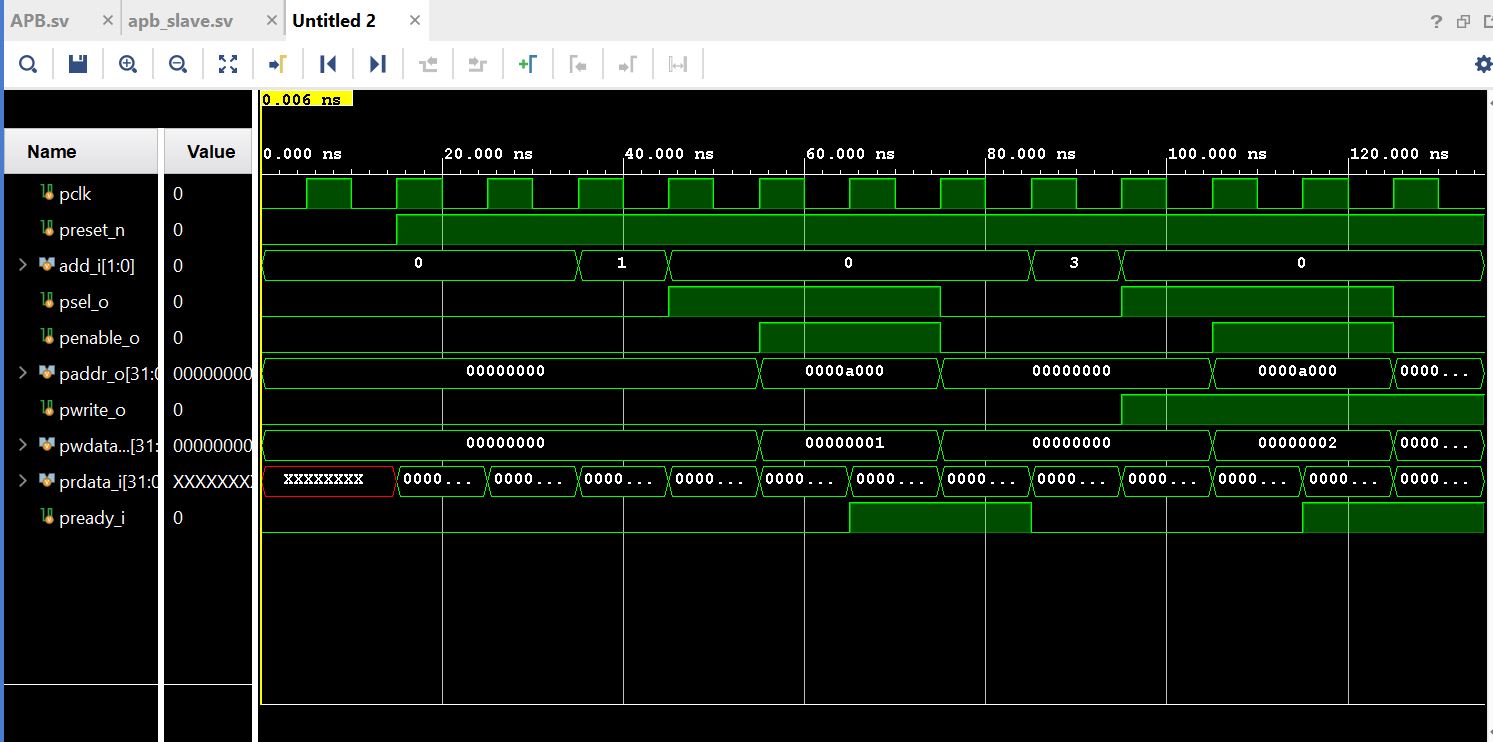 APB.sv × apb_slave.sv × Untitled 2 ×
?
0.006 ns
Name Value
0.000 ns 20.000 ns 40.000 ns 60.000 ns 80.000 ns 100.000 ns 120.000 ns
pclk 0
preset_n 0
add_i[1:0] 0 0 1 0 3 0
psel_o 0
penable_o 0
paddr_o[31:0 00000000 00000000 0000a000 00000000 0000a000 0000...
pwrite_o 0
pwdata...[31: 00000000 00000000 00000001 00000000 00000002 0000...
prdata_i[31:0 XXXXXXXX XXXXXXXX 0000... 0000... 0000... 0000... 0000... 0000... 0000... 0000... 0000... 0000... 0000... 0000...
pready_i 0